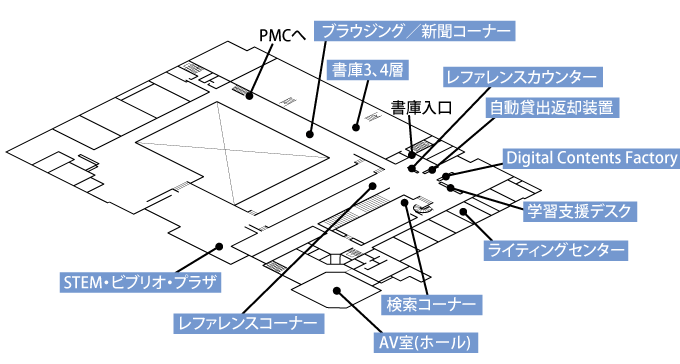 PMCへ
ブラウジング／新聞コーナー
書庫3、4層
レファレンスカウンター
書庫入口
自動貸出返却装置
Digital Contents Factory
学習支援デスク
ライティングセンター
STEM・ビブリオ・プラザ
検索コーナー
レファレンスコーナー
AV室(ホール)